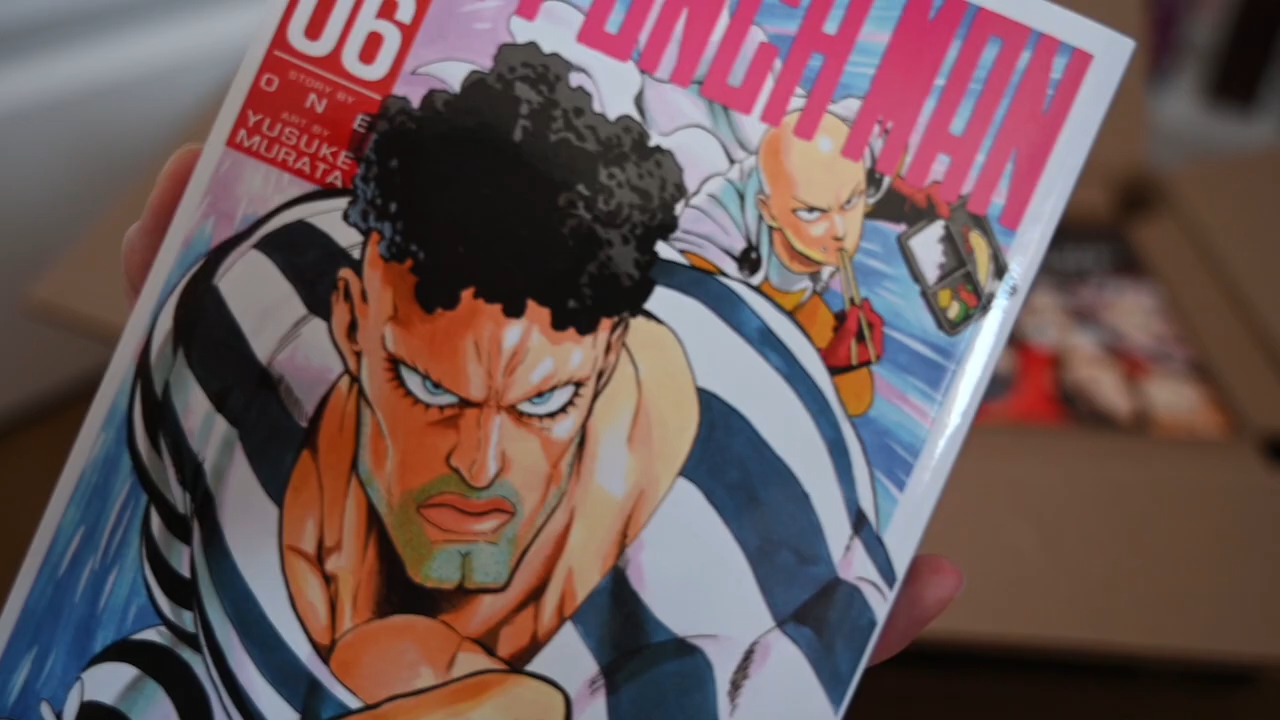 06
STORY BY
ONE
ART BY
YUSUKE
MURATA
PUNCH MAN